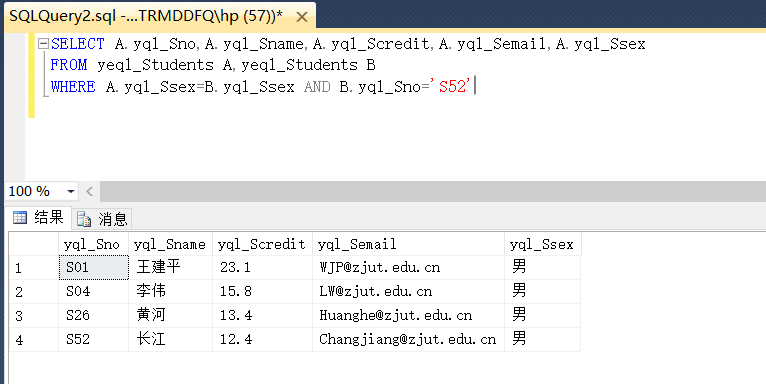 SQLQuery2.sql -...TRMDDFQ\hp (57))* ×
SELECT A.yql_Sno,A.yql_Sname,A.yql_Scredit,A.yql_Semail,A.yql_Ssex
FROM yeql_Students A,yeql_Students B
WHERE A.yql_Ssex=B.yql_Ssex AND B.yql_Sno='S52'
100 %
结果 消息
yql_Sno yql_Sname yql_Scredit yql_Semail yql_Ssex
1 S01 王建平 23.1 WJP@zjut.edu.cn 男
2 S04 李伟 15.8 LW@zjut.edu.cn 男
3 S26 黄河 13.4 Huanghe@zjut.edu.cn 男
4 S52 长江 12.4 Changjiang@zjut.edu.cn 男